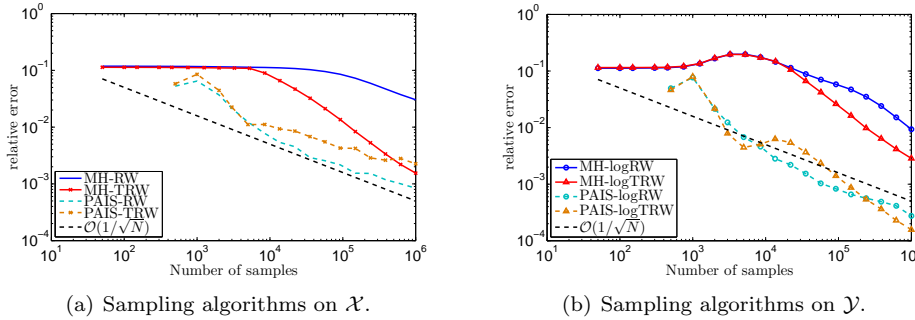 10^0
10^-1
10^-2
10^-3
10^-4
relative error
MH-RW
MH-TRW
PAIS-RW
PAIS-TRW
𝒪(1/√N)
10^1 10^2 10^3 10^4 10^5 10^6
Number of samples
(a) Sampling algorithms on 𝒳.
10^0
10^-1
10^-2
10^-3
10^-4
relative error
MH-logRW
MH-logTRW
PAIS-logRW
PAIS-logTRW
𝒪(1/√N)
10^1 10^2 10^3 10^4 10^5 10^6
Number of samples
(b) Sampling algorithms on 𝒴.